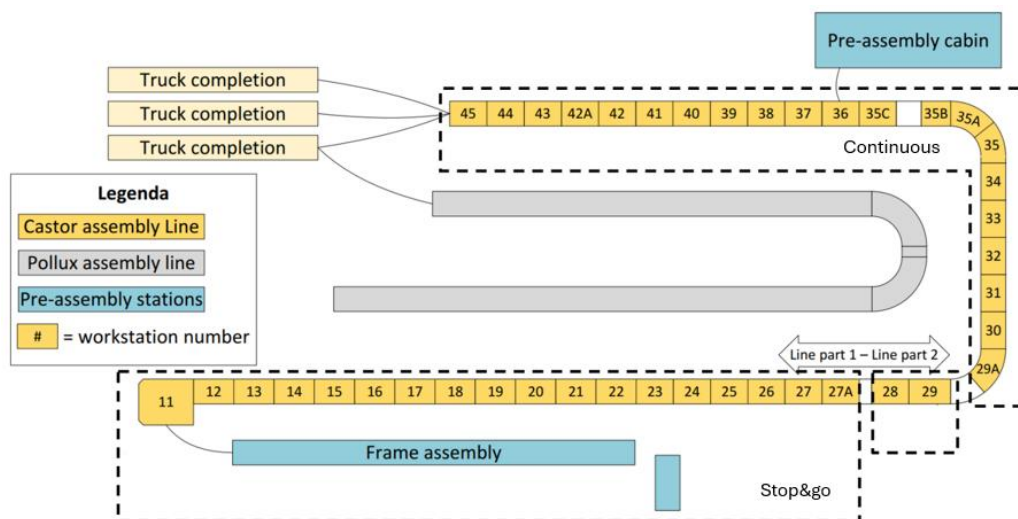 Pre-assembly cabin
Truck completion
Truck completion
Truck completion
45 44 43 42A 42 41 40 39 38 37 36 35C 35B 35A
Continuous
35
34
33
32
31
30
29A
Legenda
Castor assembly Line
Pollux assembly line
Pre-assembly stations
# = workstation number
Line part 1 – Line part 2
11 12 13 14 15 16 17 18 19 20 21 22 23 24 25 26 27 27A 28 29
Frame assembly
Stop&go